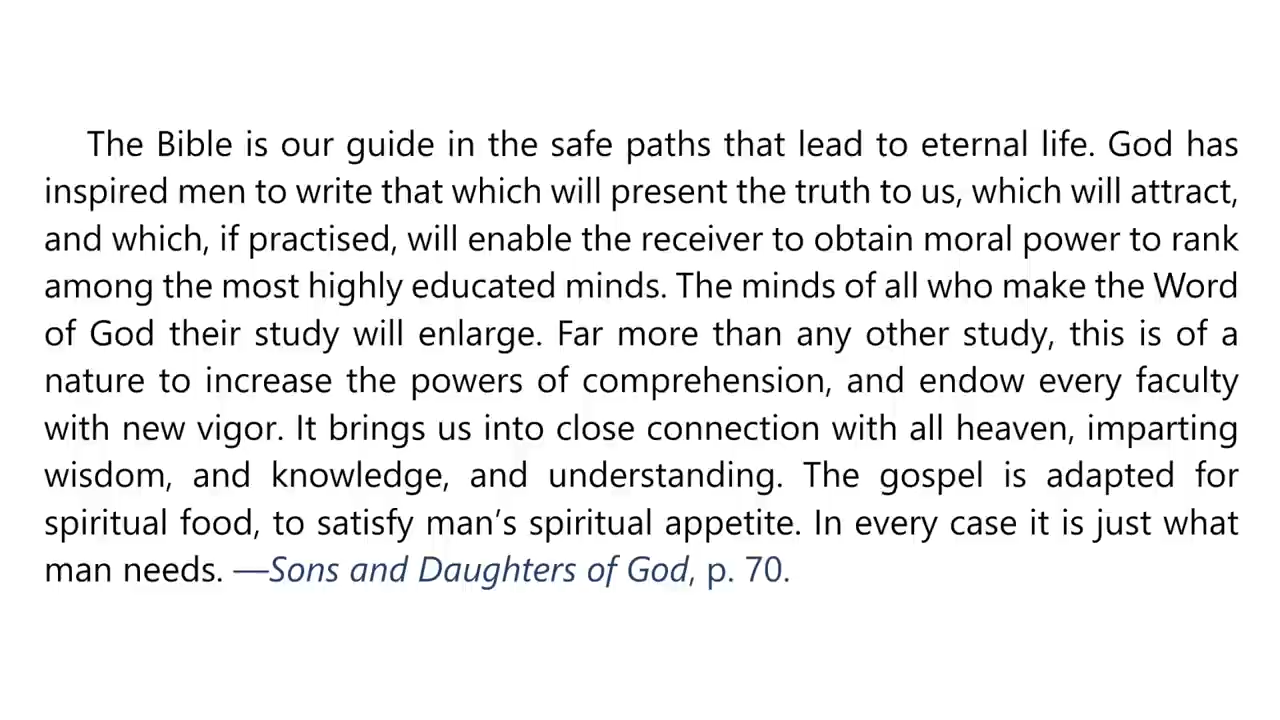 The Bible is our guide in the safe paths that lead to eternal life. God has
inspired men to write that which will present the truth to us, which will attract,
and which, if practised, will enable the receiver to obtain moral power to rank
among the most highly educated minds. The minds of all who make the Word
of God their study will enlarge. Far more than any other study, this is of a
nature to increase the powers of comprehension, and endow every faculty
with new vigor. It brings us into close connection with all heaven, imparting
wisdom, and knowledge, and understanding. The gospel is adapted for
spiritual food, to satisfy man’s spiritual appetite. In every case it is just what
man needs. —Sons and Daughters of God, p. 70.